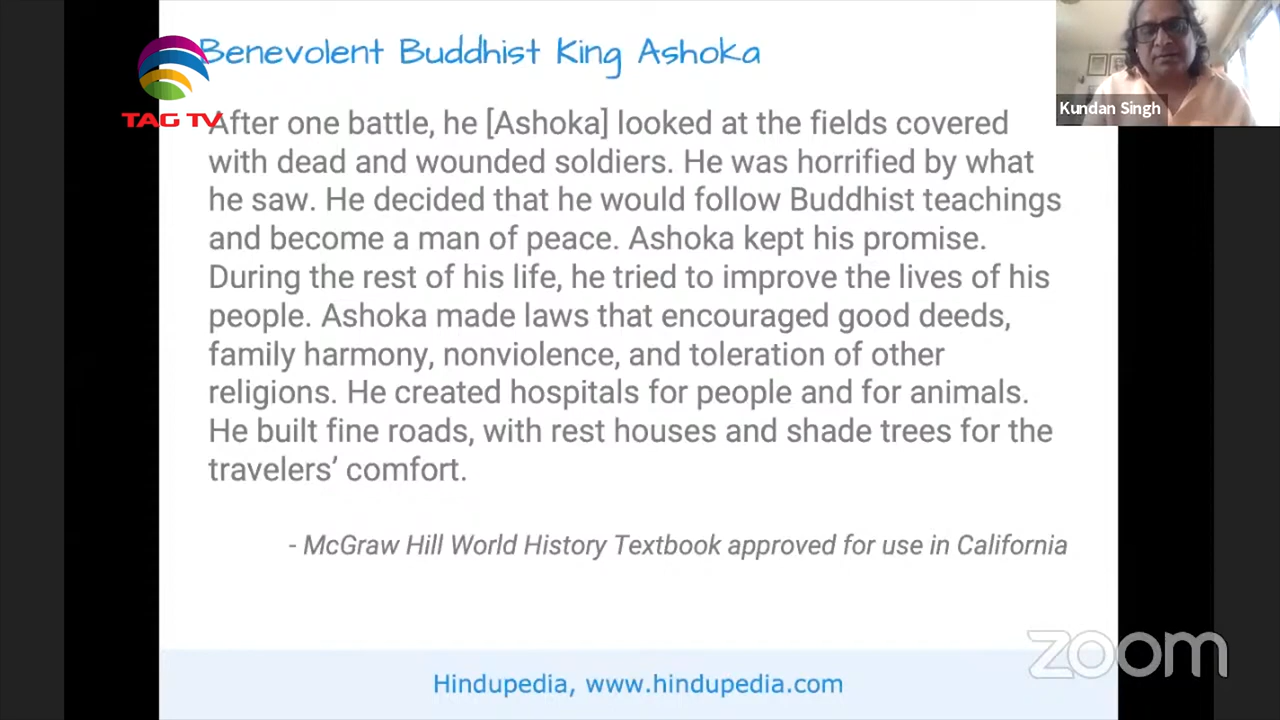 Benevolent Buddhist King Ashoka
TAG TV
After one battle, he [Ashoka] looked at the fields covered
with dead and wounded soldiers. He was horrified by what
he saw. He decided that he would follow Buddhist teachings
and become a man of peace. Ashoka kept his promise.
During the rest of his life, he tried to improve the lives of his
people. Ashoka made laws that encouraged good deeds,
family harmony, nonviolence, and toleration of other
religions. He created hospitals for people and for animals.
He built fine roads, with rest houses and shade trees for the
travelers’ comfort.
- McGraw Hill World History Textbook approved for use in California
Hindupedia, www.hindupedia.com
Kundan Singh
zoom